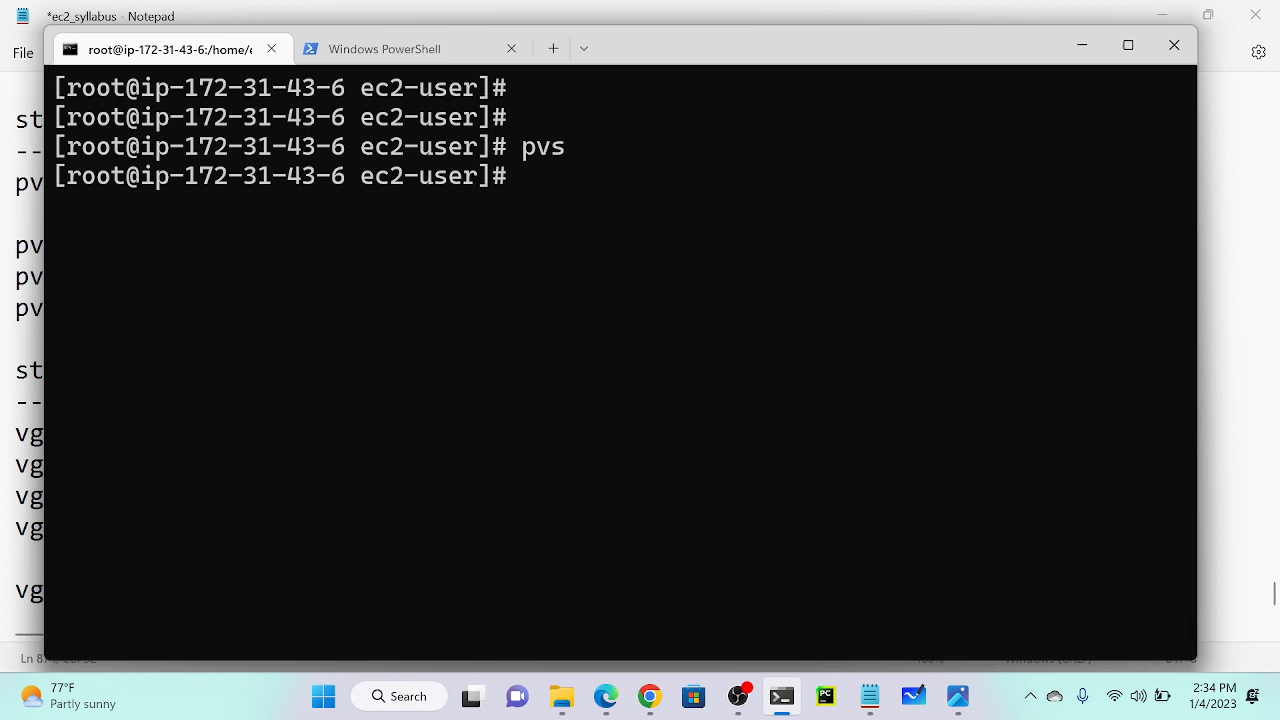 *ec2_syllabus - Notepad
root@ip-172-31-43-6:/home/e
Windows PowerShell
File
[root@ip-172-31-43-6 ec2-user]#
[root@ip-172-31-43-6 ec2-user]#
[root@ip-172-31-43-6 ec2-user]# pvs
[root@ip-172-31-43-6 ec2-user]#
st
--
pv
pv
pv
pv
st
--
vg
vg
vg
vg
vg
77°F
Partly sunny
Search
2:34 PM
1/4/2023